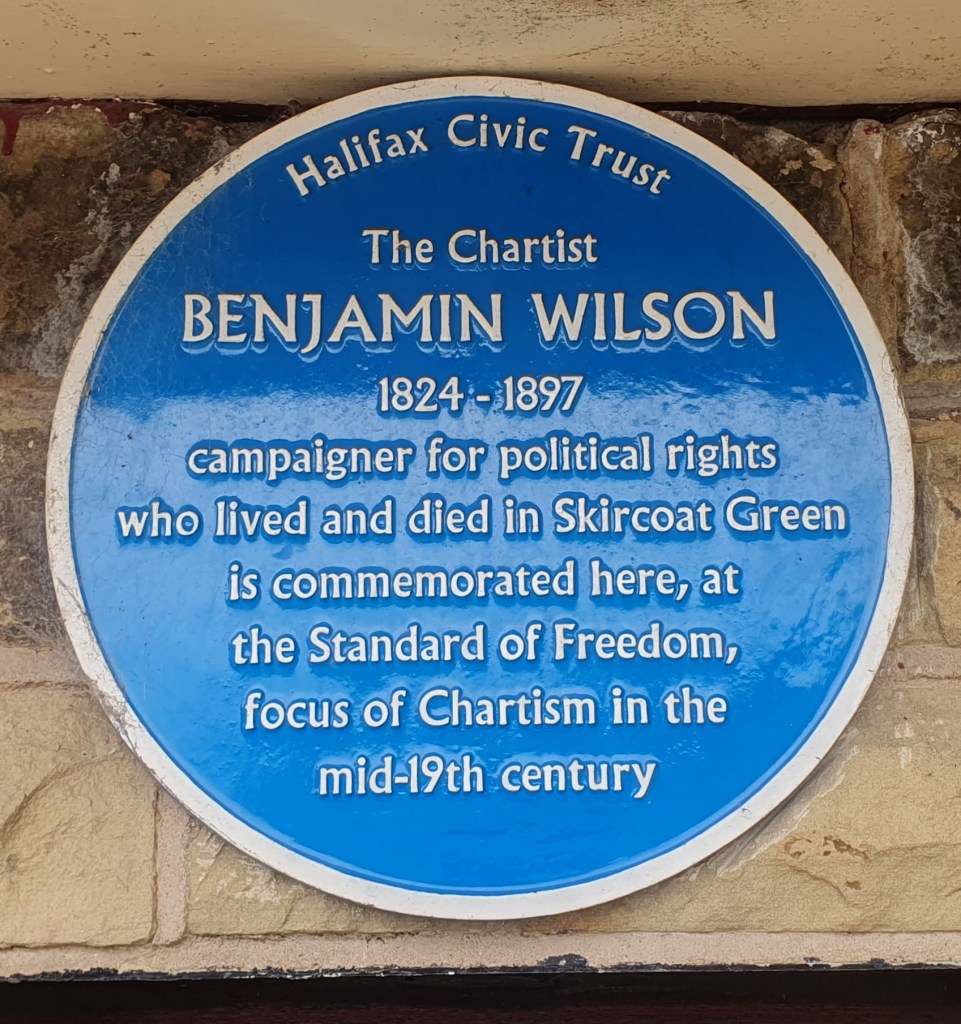 Halifax Civic Trust
The Chartist
BENJAMIN WILSON
1824 - 1897
campaigner for political rights
who lived and died in Skircoat Green
is commemorated here, at
the Standard of Freedom,
focus of Chartism in the
mid-19th century